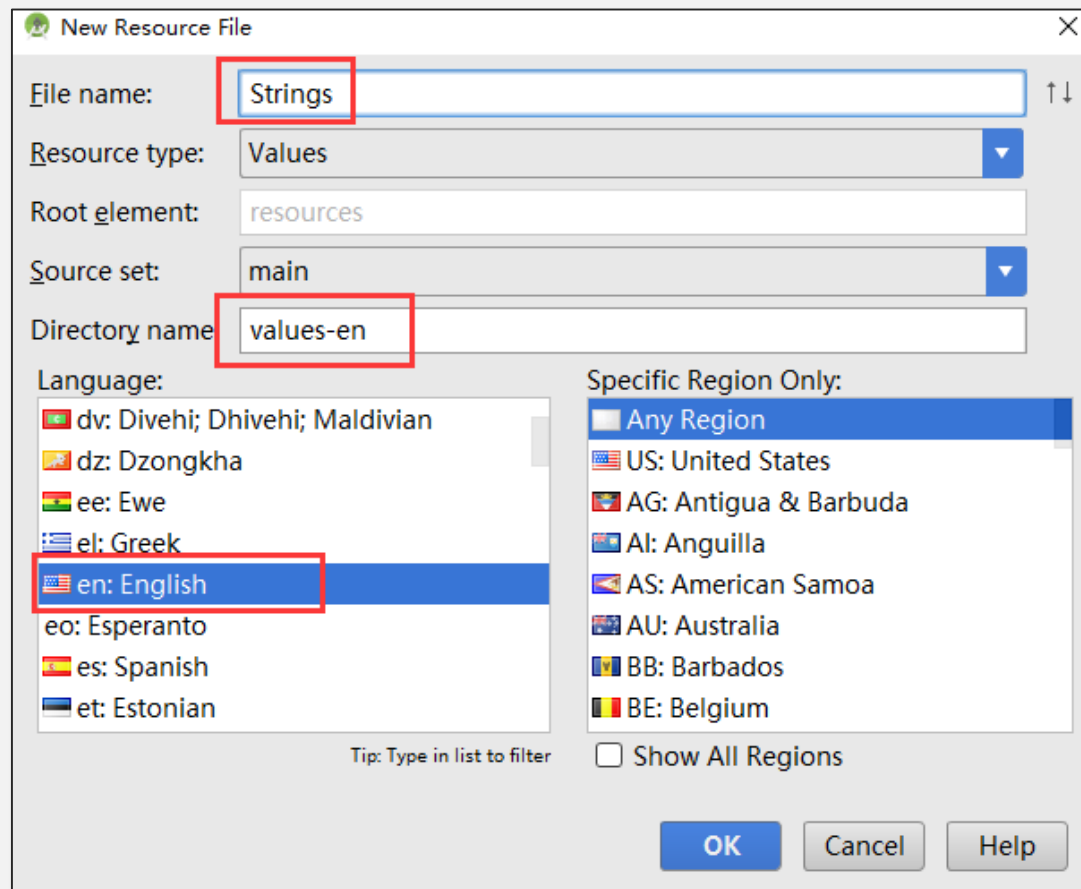 New Resource File
File name: Strings
Resource type: Values
Root element: resources
Source set: main
Directory name values-en
Language:
dv: Divehi; Dhivehi; Maldivian
dz: Dzongkha
ee: Ewe
el: Greek
en: English
eo: Esperanto
es: Spanish
et: Estonian
Tip: Type in list to filter
Specific Region Only:
Any Region
US: United States
AG: Antigua & Barbuda
AI: Anguilla
AS: American Samoa
AU: Australia
BB: Barbados
BE: Belgium
Show All Regions
OK Cancel Help